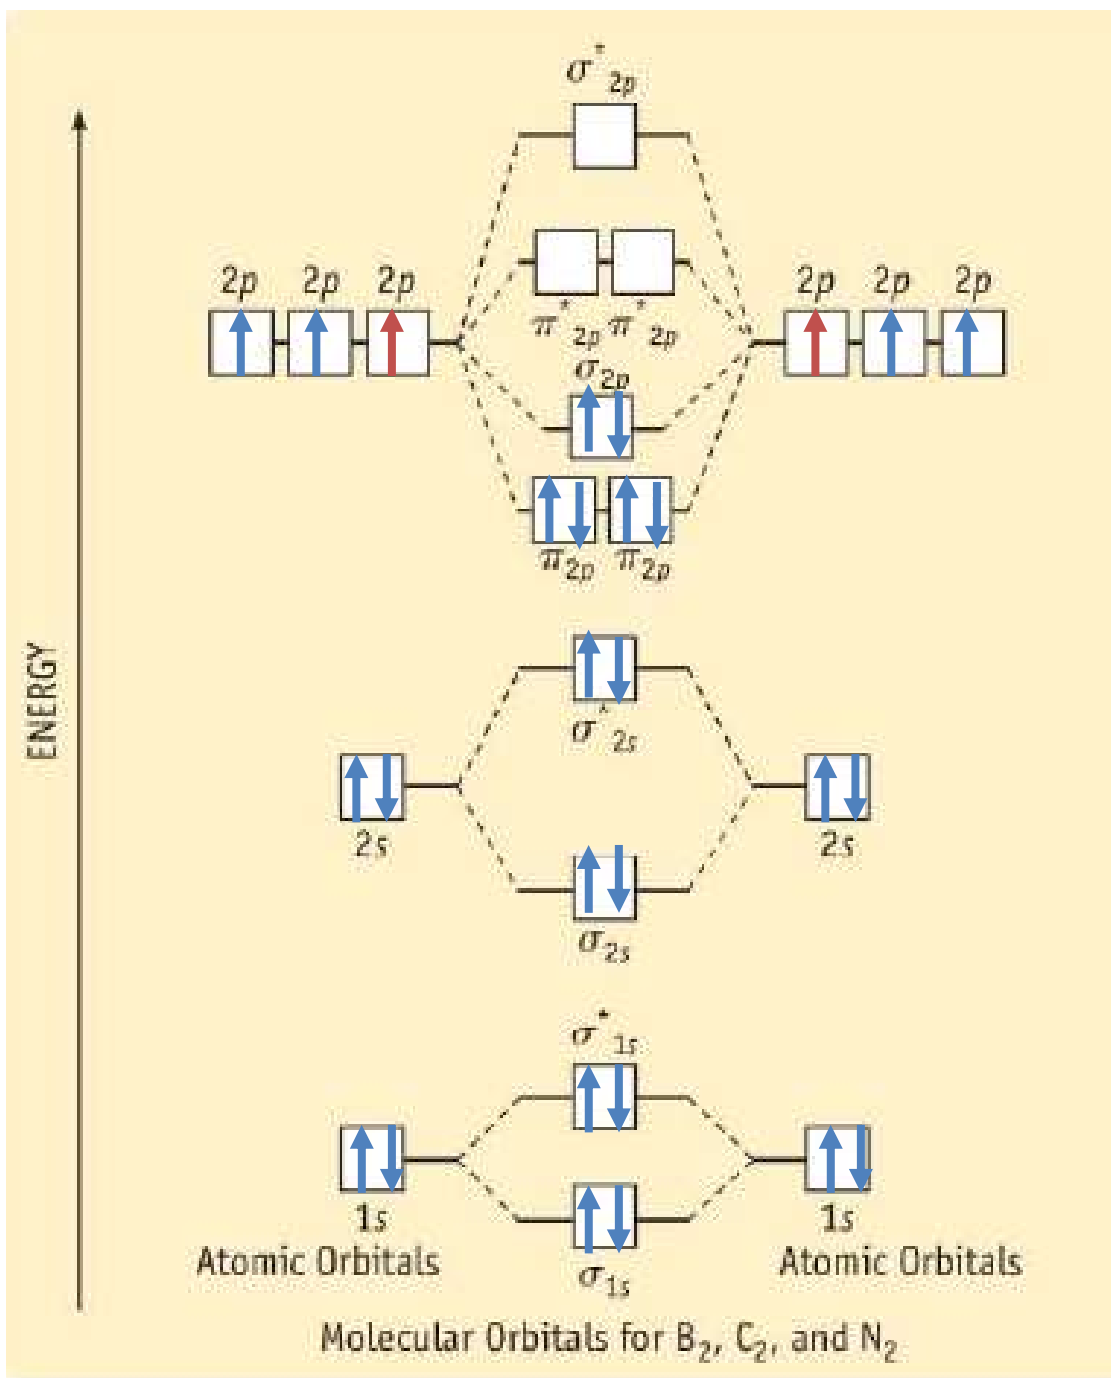 σ*2p
2p 2p 2p 2p 2p 2p
π*2p π*2p
σ2p
π2p π2p
ENERGY
σ*2s
2s 2s
σ2s
σ*1s
1s 1s
Atomic Orbitals Atomic Orbitals
σ1s
Molecular Orbitals for B2, C2, and N2